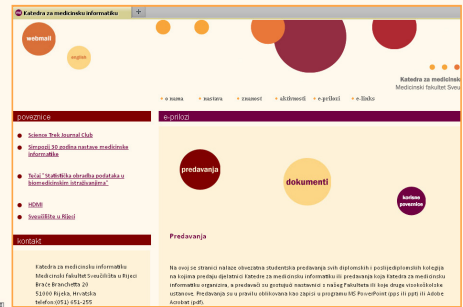 Katedra za medicinsku informatiku
webmail
english
Katedra za medicinsk
Medicinski fakultet Sveu
• o nama • nastava • znanost • aktivnosti • e-prilozi • e-links
poveznice
e-prilozi
Science Trek Journal Club
Simpozij 30 godina nastave medicinske
informatike
Tečaj "Statistička obradba podataka u
biomedicinskim istraživanjima"
HDMI
Sveučilište u Rijeci
predavanja
dokumenti
korisne
poveznice
kontakt
Katedra za medicinsku informatiku
Medicinski fakultet Sveučilišta u Rijeci
Braće Branchetta 20
51000 Rijeka, Hrvatska
telefon:(051) 651-255
Predavanja
Na ovoj se stranici nalaze obvezatna studentska predavanja svih diplomskih i poslijediplomskih kolegija
na kojima predaju djelatnici Katedre za medicinsku informatiku ili predavanja koja Katedra za medicinsku
informatiku organizira, a predavači su gostujući nastavnici s našeg Fakulteta ili koje druge visokoškolske
ustanove. Predavanja su u pravilu oblikovana kao zapisi u programu MS PowerPoint (pps ili ppt) ili Adobe
Acrobat (pdf).